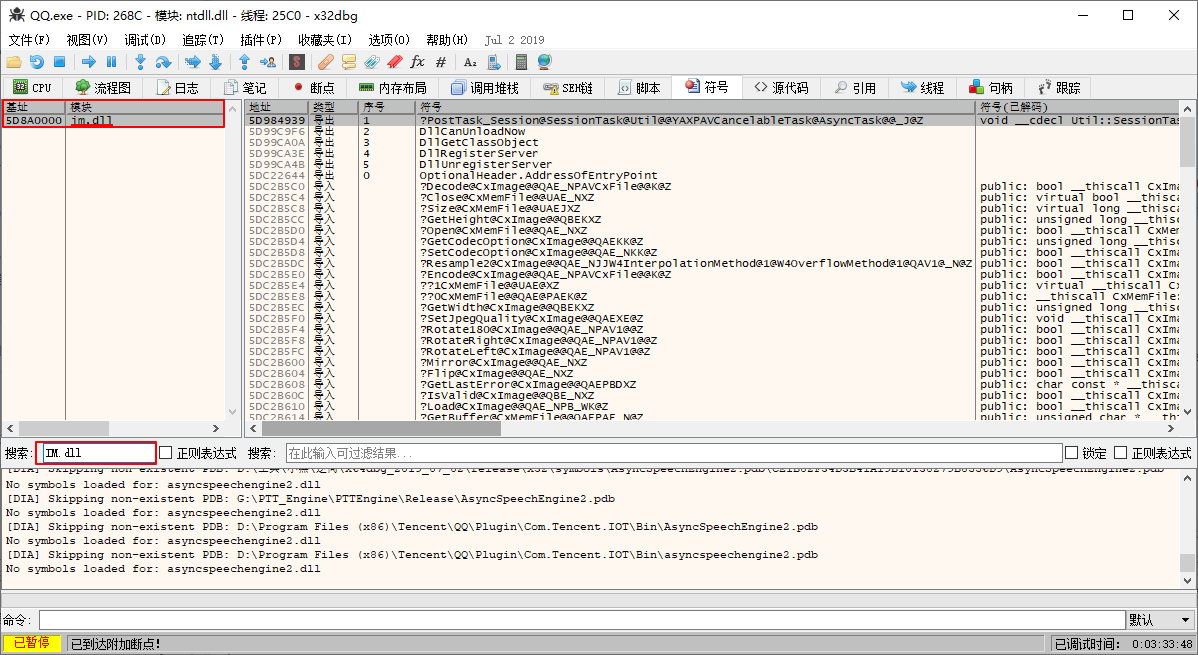 QQ.exe - PID: 268C - 模块: ntdll.dll - 线程: 25C0 - x32dbg
文件(F) 视图(V) 调试(D) 追踪(T) 插件(P) 收藏夹(I) 选项(O) 帮助(H) Jul 2 2019
$ fx # A₂
CPU 流程图 日志 笔记 断点 内存布局 调用堆栈 SEH链 脚本 符号 源代码 引用 线程 句柄 跟踪
基址 模块 地址 类型 序号 符号 符号(已解码)
5D8A0000 im.dll 5D984939 导出 1 ?PostTask_Session@SessionTask@Util@@YAXPAVCancelableTask@AsyncTask@@_J@Z void __cdecl Util::SessionTas
5D99C9F6 导出 2 DllCanUnloadNow
5D99CA0A 导出 3 DllGetClassObject
5D99CA3E 导出 4 DllRegisterServer
5D99CA4B 导出 5 DllUnregisterServer
5DC22644 导出 0 OptionalHeader.AddressOfEntryPoint
5DC2B5C0 导入 ?Decode@CxImage@@QAE_NPAVCxFile@@K@Z public: bool __thiscall CxIma
5DC2B5C4 导入 ?Close@CxMemFile@@UAE_NXZ public: virtual bool __thisca
5DC2B5C8 导入 ?Size@CxMemFile@@UAEJXZ public: virtual long __thisca
5DC2B5CC 导入 ?GetHeight@CxImage@@QBEKXZ public: unsigned long __thisc
5DC2B5D0 导入 ?Open@CxMemFile@@QAE_NXZ public: bool __thiscall CxMem
5DC2B5D4 导入 ?GetCodecOption@CxImage@@QAEKK@Z public: unsigned long __thisc
5DC2B5D8 导入 ?SetCodecOption@CxImage@@QAE_NKK@Z public: bool __thiscall CxIma
5DC2B5DC 导入 ?Resample2@CxImage@@QAE_NJJW4InterpolationMethod@1@W4OverflowMethod@1@QAV1@_N@Z public: bool __thiscall CxIma
5DC2B5E0 导入 ?Encode@CxImage@@QAE_NPAVCxFile@@K@Z public: bool __thiscall CxIma
5DC2B5E4 导入 ??1CxMemFile@@UAE@XZ public: virtual __thiscall Cx
5DC2B5E8 导入 ??0CxMemFile@@QAE@PAEK@Z public: __thiscall CxMemFile:
5DC2B5EC 导入 ?GetWidth@CxImage@@QBEKXZ public: unsigned long __thisc
5DC2B5F0 导入 ?SetJpegQuality@CxImage@@QAEXE@Z public: void __thiscall CxIma
5DC2B5F4 导入 ?Rotate180@CxImage@@QAE_NPAV1@@Z public: bool __thiscall CxIma
5DC2B5F8 导入 ?RotateRight@CxImage@@QAE_NPAV1@@Z public: bool __thiscall CxIma
5DC2B5FC 导入 ?RotateLeft@CxImage@@QAE_NPAV1@@Z public: bool __thiscall CxIma
5DC2B600 导入 ?Mirror@CxImage@@QAE_NXZ public: bool __thiscall CxIma
5DC2B604 导入 ?Flip@CxImage@@QAE_NXZ public: bool __thiscall CxIma
5DC2B608 导入 ?GetLastError@CxImage@@QAEPBDXZ public: char const * __thisca
5DC2B60C 导入 ?IsValid@CxImage@@QBE_NXZ public: bool __thiscall CxIma
5DC2B610 导入 ?Load@CxImage@@QAE_NPB_WK@Z public: bool __thiscall CxIma
5DC2B614 导入 ?GetBuffer@CxMemFile@@QAEPAE_N@Z public: unsigned char * __thi
搜索: IM.dll 正则表达式 搜索: 在此输入可过滤结果... 锁定 正则表达式
No symbols loaded for: asyncspeechengine2.dll
[DIA] Skipping non-existent PDB: G:\PTT_Engine\PTTEngine\Release\AsyncSpeechEngine2.pdb
No symbols loaded for: asyncspeechengine2.dll
[DIA] Skipping non-existent PDB: D:\Program Files (x86)\Tencent\QQ\Plugin\Com.Tencent.IOT\Bin\AsyncSpeechEngine2.pdb
No symbols loaded for: asyncspeechengine2.dll
[DIA] Skipping non-existent PDB: D:\Program Files (x86)\Tencent\QQ\Plugin\Com.Tencent.IOT\Bin\asyncspeechengine2.pdb
No symbols loaded for: asyncspeechengine2.dll
命令: 默认
已暂停 已到达附加断点! 已调试时间: 0:03:33:48